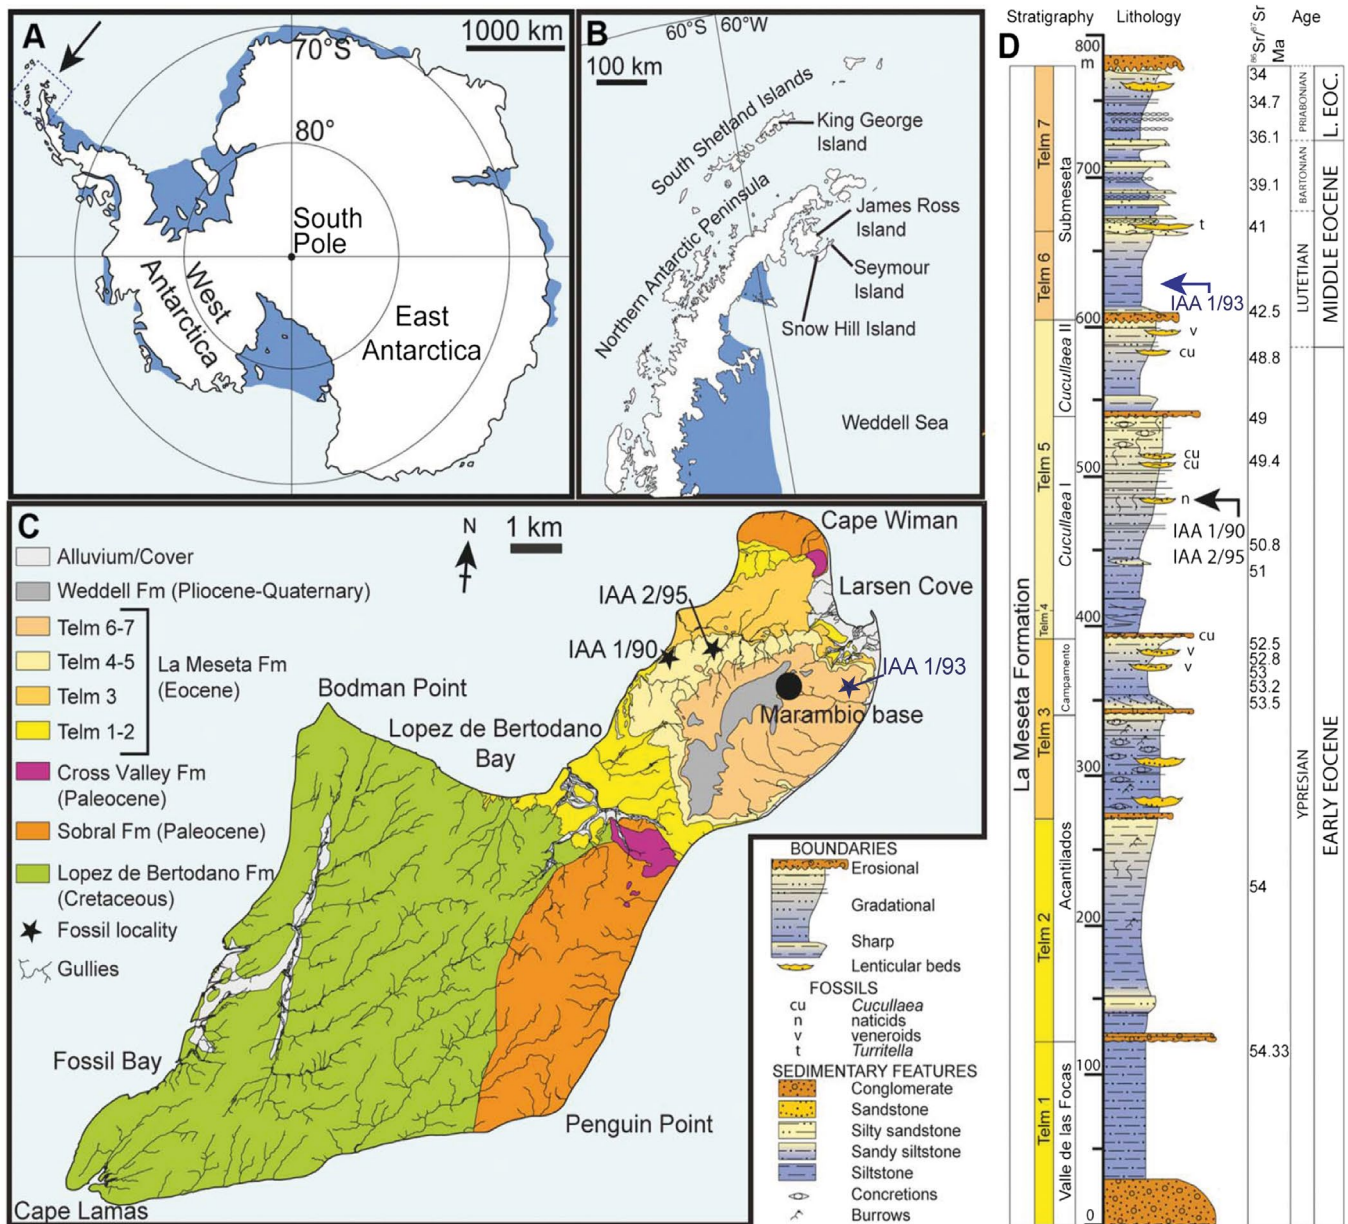 A
1000 km
70°S
80°
South
Pole
West
Antarctica
East
Antarctica
B
60°S
60°W
100 km
South Shetland Islands
King George
Island
Northern Antarctic Peninsula
James Ross
Island
Seymour
Island
Snow Hill Island
Weddell Sea
C
N
1 km
Alluvium/Cover
Weddell Fm (Pliocene-Quaternary)
Telm 6-7
Telm 4-5
Telm 3
Telm 1-2
La Meseta Fm
(Eocene)
Cross Valley Fm
(Paleocene)
Sobral Fm (Paleocene)
Lopez de Bertodano Fm
(Cretaceous)
Fossil locality
Gullies
Cape Wiman
Larsen Cove
IAA 2/95
IAA 1/90
IAA 1/93
Marambio base
Bodman Point
Lopez de Bertodano
Bay
Fossil Bay
Penguin Point
Cape Lamas
BOUNDARIES
Erosional
Gradational
Sharp
Lenticular beds
FOSSILS
cu Cucullaea
n naticids
v veneroids
t Turritella
SEDIMENTARY FEATURES
Conglomerate
Sandstone
Silty sandstone
Sandy siltstone
Siltstone
Concretions
Burrows
D
Stratigraphy
Lithology
86Sr/87Sr
Ma
Age
800
m
700
600
500
400
300
200
100
0
La Meseta Formation
Telm 7
Telm 6
Telm 5
Telm 4
Telm 3
Telm 2
Telm 1
Submeseta
Cucullaea II
Cucullaea I
Campamento
Acantilados
Valle de las Focas
t
IAA 1/93
v
cu
cu
cu
n
IAA 1/90
IAA 2/95
cu
v
v
34
34.7
36.1
39.1
41
42.5
48.8
49
49.4
50.8
51
52.5
52.8
53
53.2
53.5
54
54.33
PRIABONIAN
BARTONIAN
LUTETIAN
YPRESIAN
L. EOC.
MIDDLE EOCENE
EARLY EOCENE